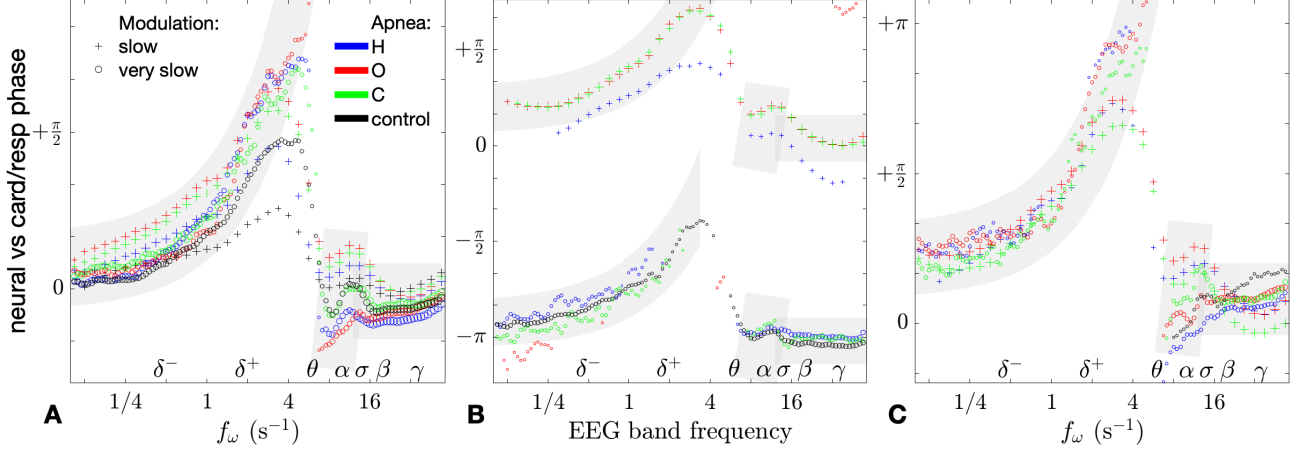 Modulation:
+ slow
○ very slow
Apnea:
H
O
C
control
neural vs card/resp phase
+π/2
0
δ⁻ δ⁺ θ α σ β γ
1/4 1 4 16
A
f_ω (s⁻¹)
+π/2
0
−π/2
−π
δ⁻ δ⁺ θ α σ β γ
1/4 1 4 16
B
EEG band frequency
+π
+π/2
0
δ⁻ δ⁺ θ α σ β γ
1/4 1 4 16
C
f_ω (s⁻¹)